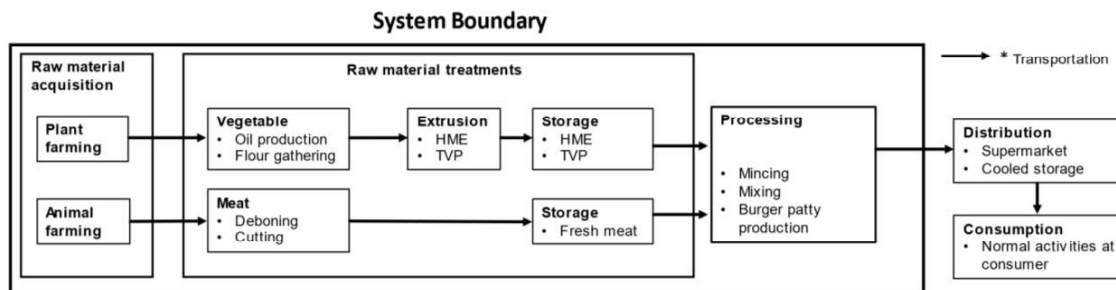 System Boundary
Raw material
acquisition
Plant
farming
Animal
farming
Raw material treatments
Vegetable
• Oil production
• Flour gathering
Extrusion
• HME
• TVP
Storage
• HME
• TVP
Meat
• Deboning
• Cutting
Storage
• Fresh meat
Processing
• Mincing
• Mixing
• Burger patty
production
* Transportation
Distribution
• Supermarket
• Cooled storage
Consumption
• Normal activities at
consumer